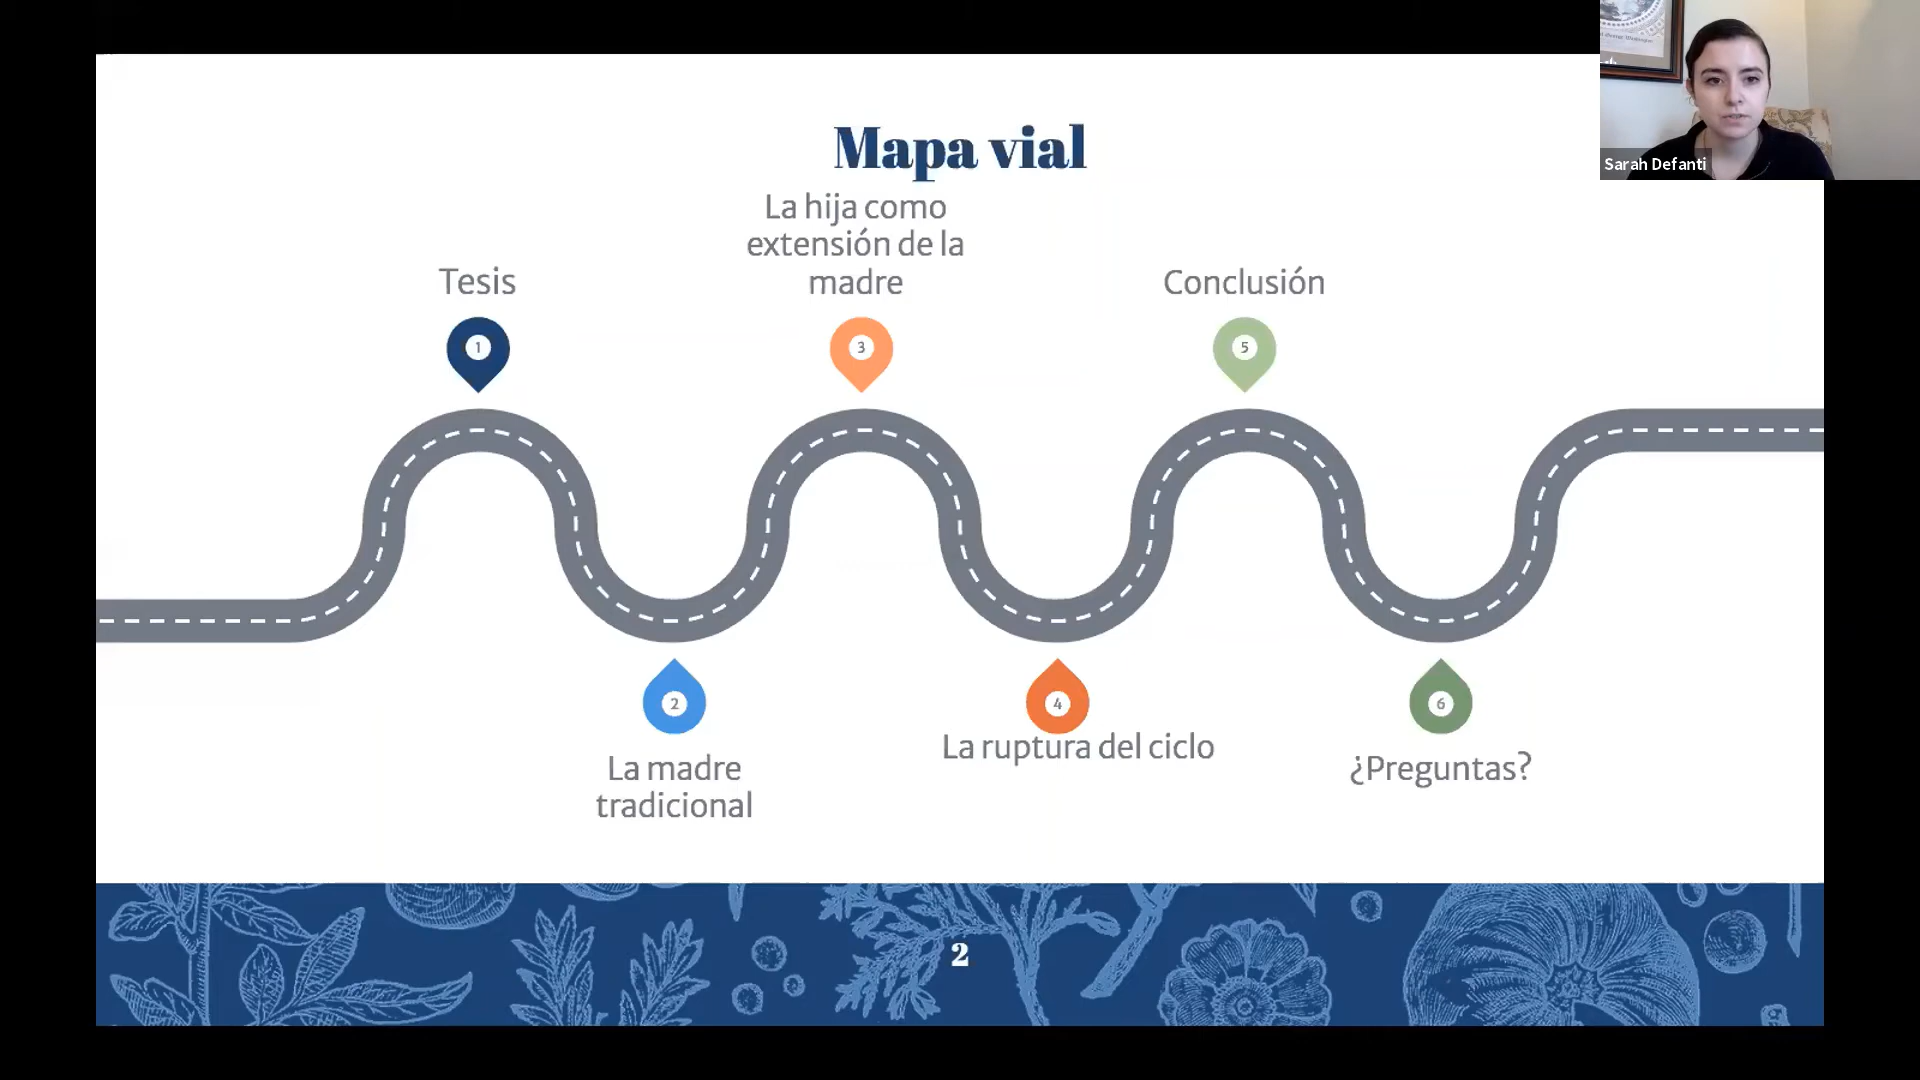 Mapa vial
Tesis
1
La madre
tradicional
2
La hija como
extensión de la
madre
3
La ruptura del ciclo
4
Conclusión
5
¿Preguntas?
6
2
Sarah Defanti